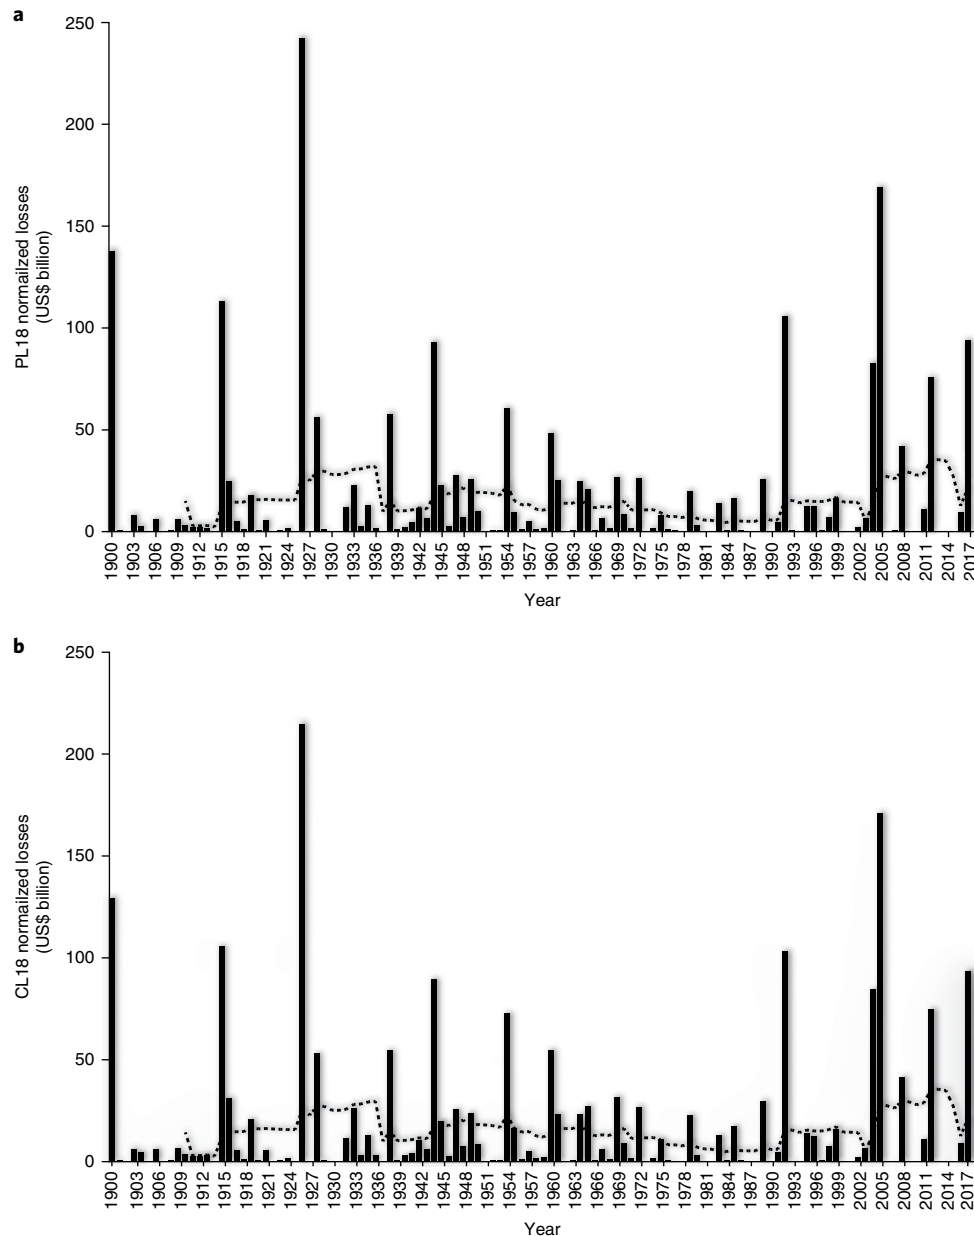 a
250
200
150
100
50
0
PL18 normailzed losses
(US$ billion)
1900 1903 1906 1909 1912 1915 1918 1921 1924 1927 1930 1933 1936 1939 1942 1945 1948 1951 1954 1957 1960 1963 1966 1969 1972 1975 1978 1981 1984 1987 1990 1993 1996 1999 2002 2005 2008 2011 2014 2017
Year
b
250
200
150
100
50
0
CL18 normailzed losses
(US$ billion)
1900 1903 1906 1909 1912 1915 1918 1921 1924 1927 1930 1933 1936 1939 1942 1945 1948 1951 1954 1957 1960 1963 1966 1969 1972 1975 1978 1981 1984 1987 1990 1993 1996 1999 2002 2005 2008 2011 2014 2017
Year